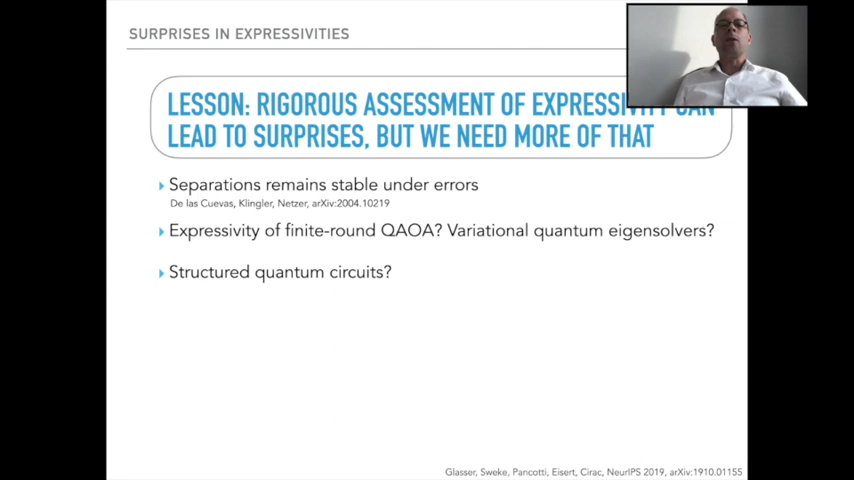 SURPRISES IN EXPRESSIVITIES
LESSON: RIGOROUS ASSESSMENT OF EXPRESSIVITY CAN
LEAD TO SURPRISES, BUT WE NEED MORE OF THAT
Separations remains stable under errors
De las Cuevas, Klingler, Netzer, arXiv:2004.10219
Expressivity of finite-round QAOA? Variational quantum eigensolvers?
Structured quantum circuits?
Glasser, Sweke, Pancotti, Eisert, Cirac, NeurIPS 2019, arXiv:1910.01155